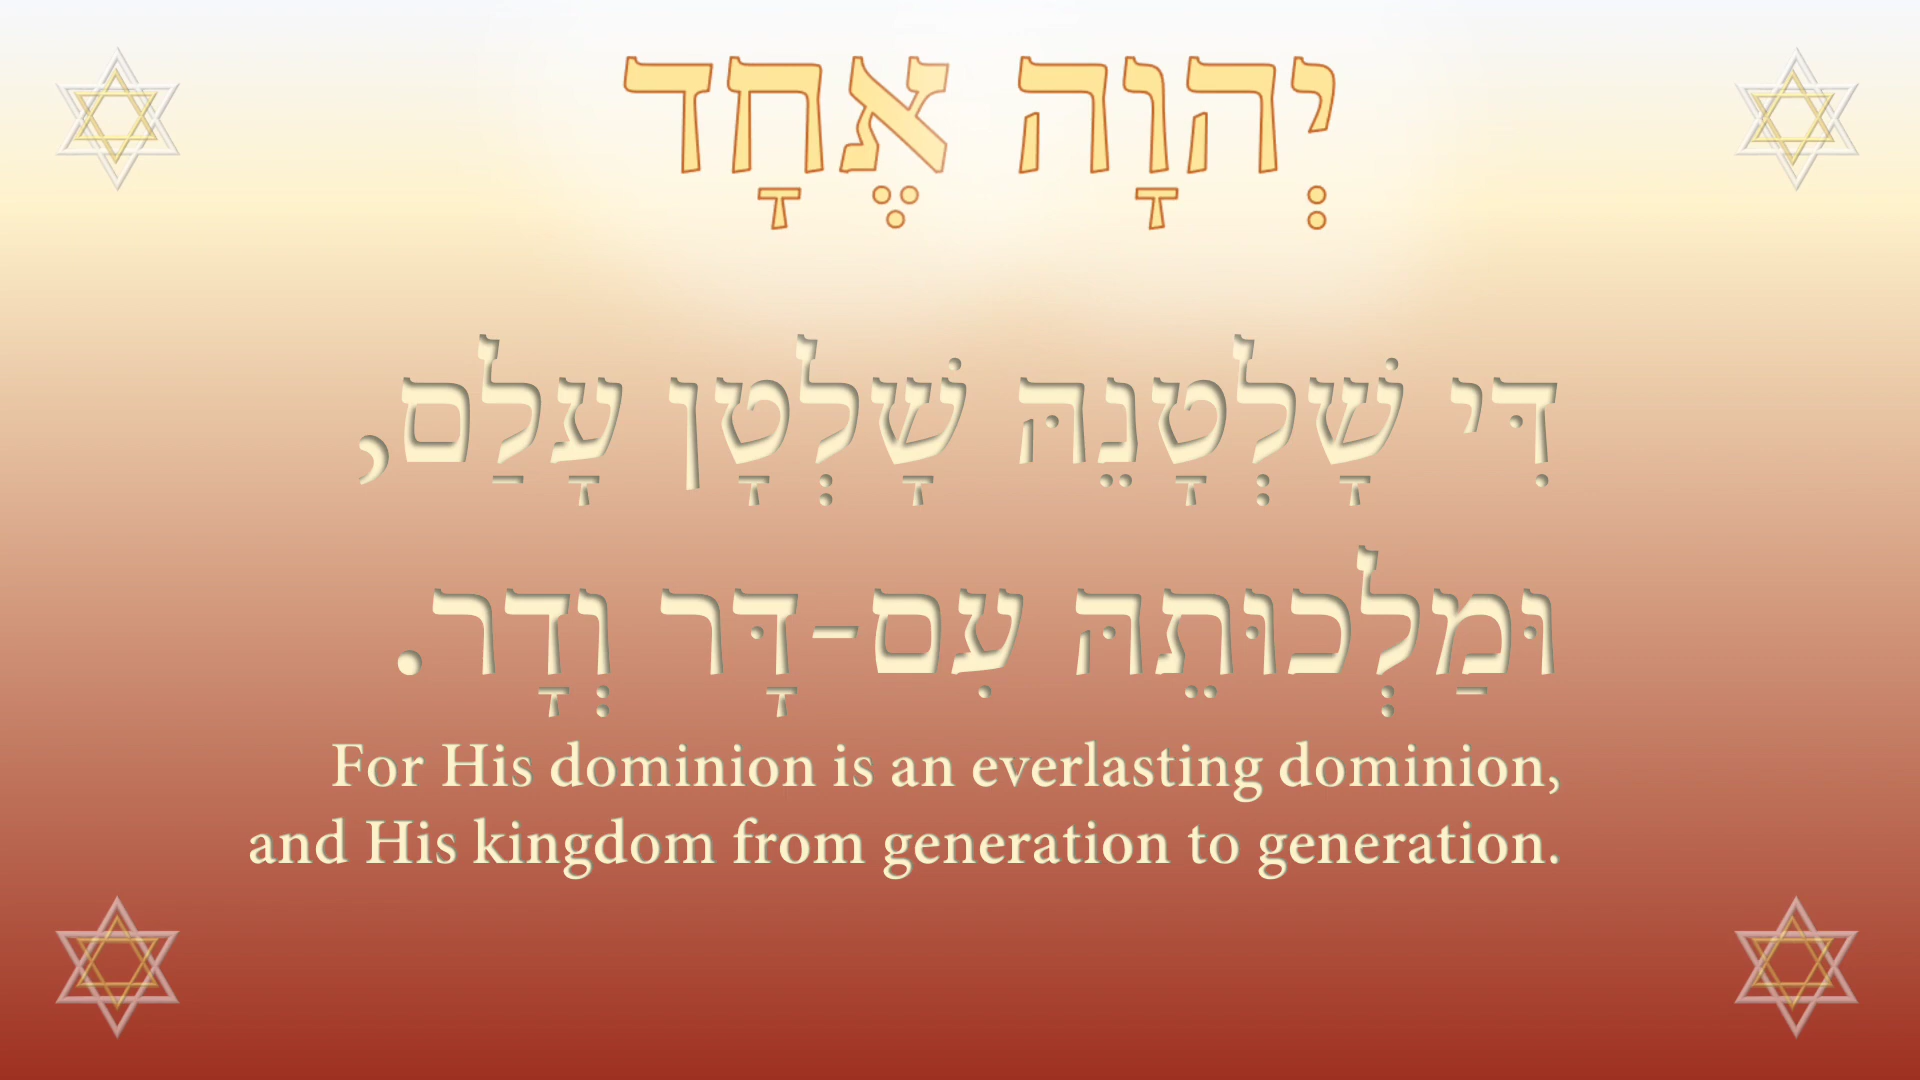 יְהוָה אֶחָד
דִּי שָׁלְטָנֵהּ שָׁלְטָן עָלַם,
וּמַלְכוּתֵהּ עִם-דָּר וְדָר.
For His dominion is an everlasting dominion,
and His kingdom from generation to generation.